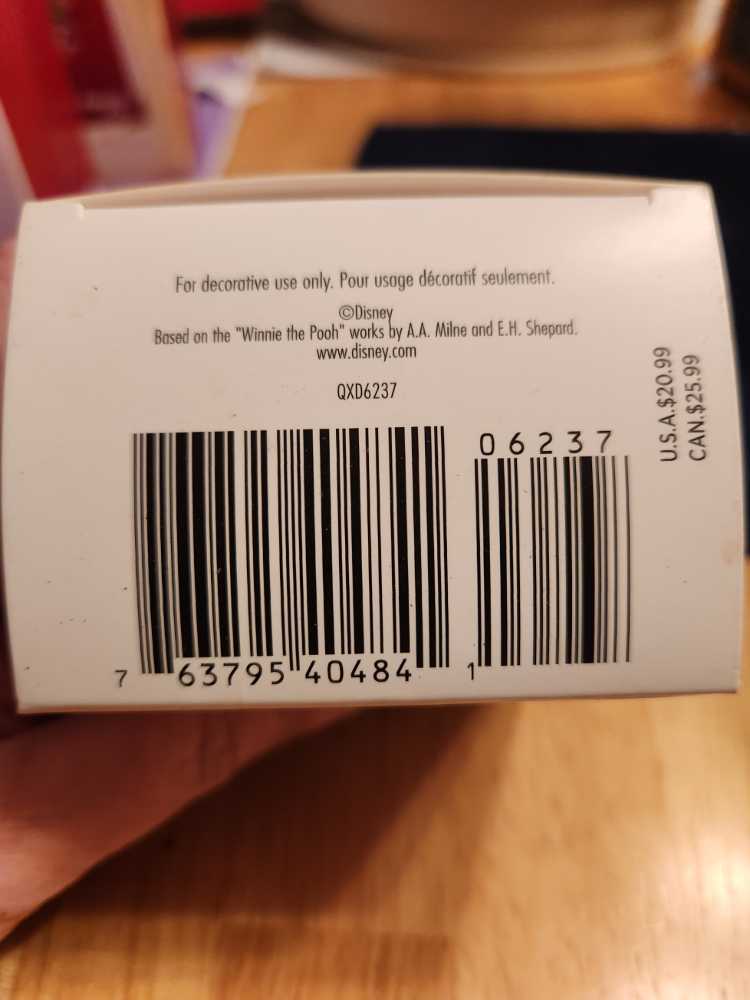 For decorative use only. Pour usage décoratif seulement.
©Disney
Based on the "Winnie the Pooh" works by A.A. Milne and E.H. Shepard.
www.disney.com
QXD6237
06237
7 63795 40484 1
U.S.A.$20.99
CAN.$25.99